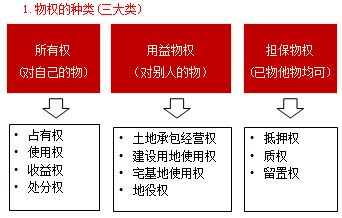 1.物权的种类(三大类)
所有权
(对自己的物)
用益物权
(对别人的物)
担保物权
(已物他物均可)
• 占有权
• 使用权
• 收益权
• 处分权
• 土地承包经营权
• 建设用地使用权
• 宅基地使用权
• 地役权
• 抵押权
• 质权
• 留置权